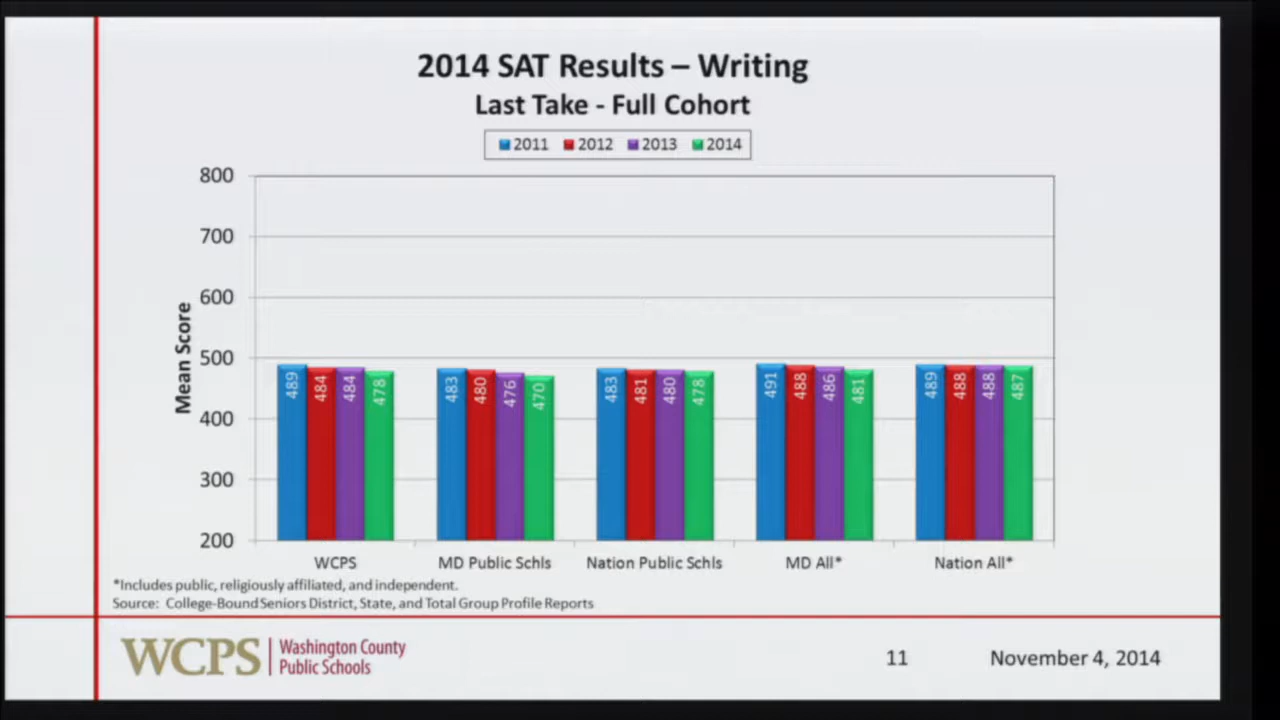 2014 SAT Results – Writing
Last Take - Full Cohort
2011 2012 2013 2014
800
700
600
500
400
300
200
Mean Score
489 484 484 478
483 480 476 470
483 481 480 478
491 488 486 481
489 488 488 487
WCPS MD Public Schls Nation Public Schls MD All* Nation All*
*Includes public, religiously affiliated, and independent.
Source: College-Bound Seniors District, State, and Total Group Profile Reports
WCPS Washington County
Public Schools
11 November 4, 2014